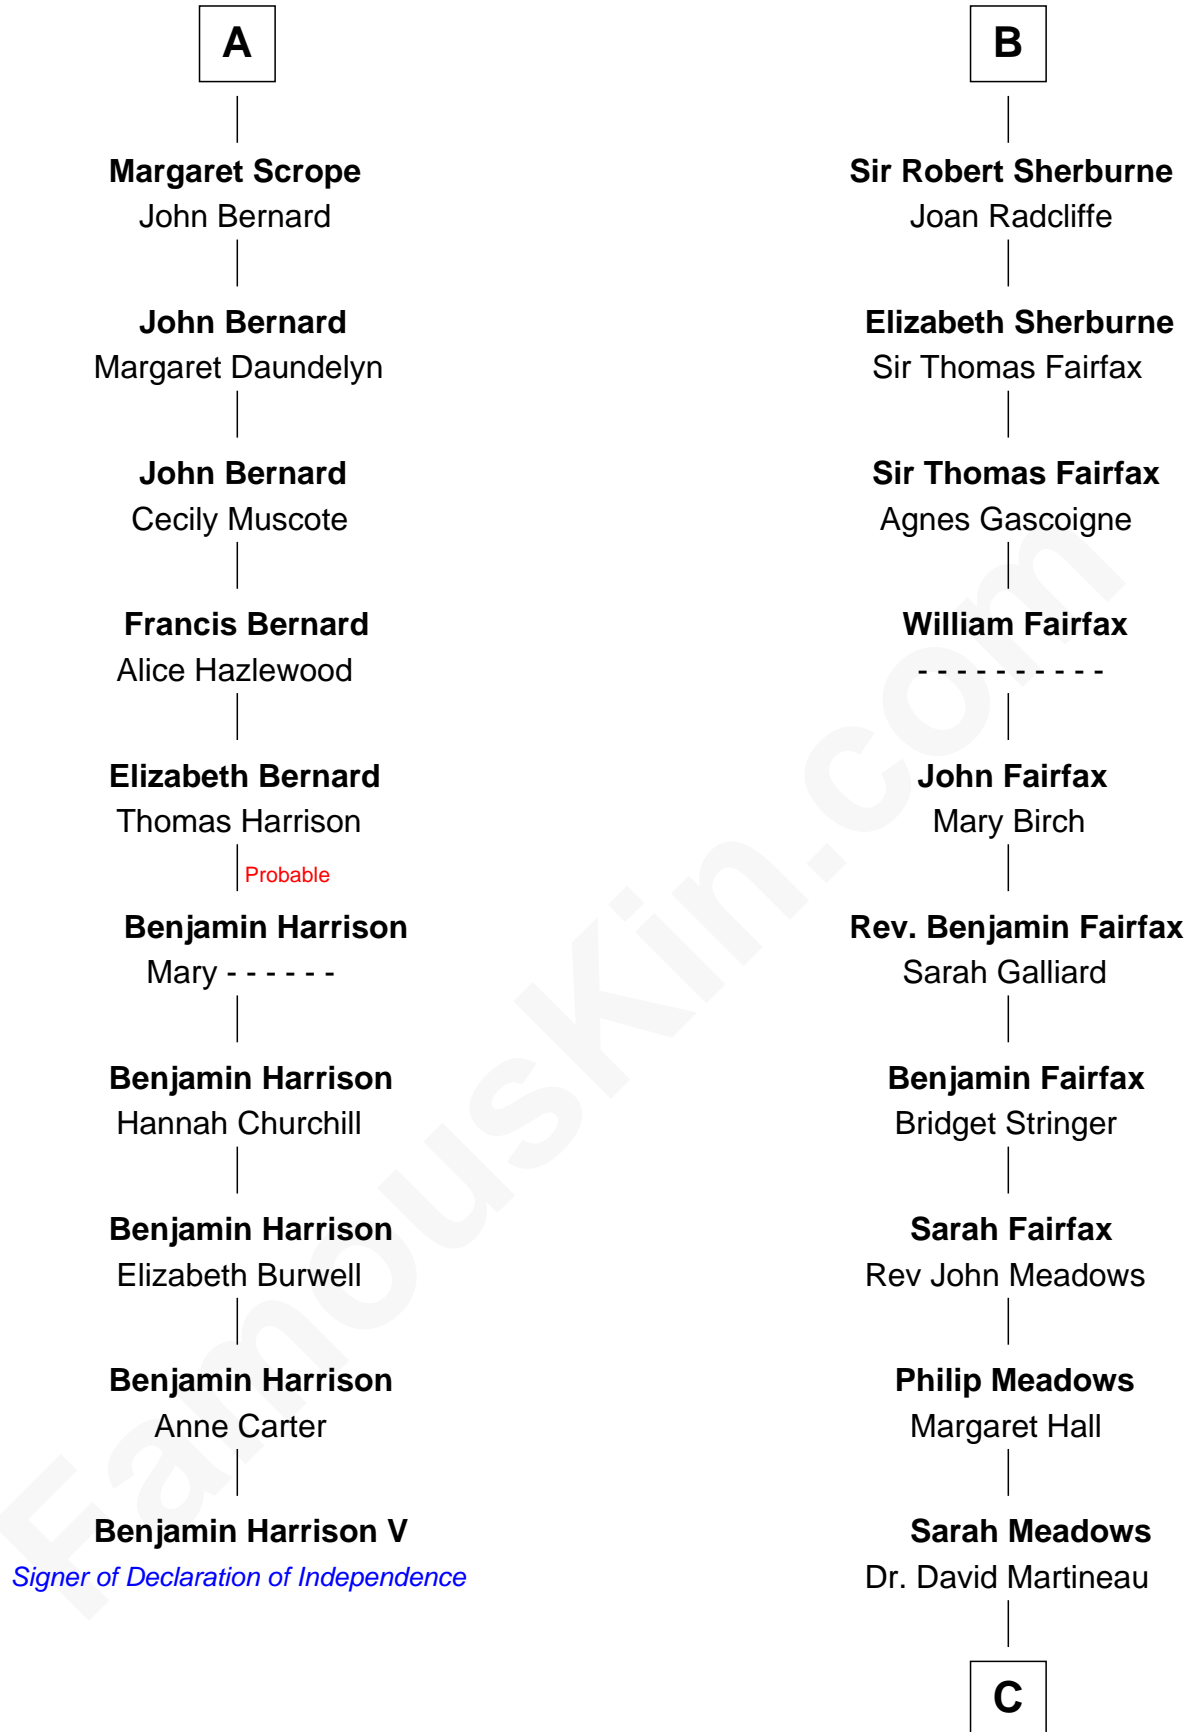 A
Margaret Scrope
John Bernard
John Bernard
Margaret Daundelyn
John Bernard
Cecily Muscote
Francis Bernard
Alice Hazlewood
Elizabeth Bernard
Thomas Harrison
Probable
Benjamin Harrison
Mary - - - - - -
Benjamin Harrison
Hannah Churchill
Benjamin Harrison
Elizabeth Burwell
Benjamin Harrison
Anne Carter
Benjamin Harrison V
Signer of Declaration of Independence
B
Sir Robert Sherburne
Joan Radcliffe
Elizabeth Sherburne
Sir Thomas Fairfax
Sir Thomas Fairfax
Agnes Gascoigne
William Fairfax
- - - - - - - - - -
John Fairfax
Mary Birch
Rev. Benjamin Fairfax
Sarah Galliard
Benjamin Fairfax
Bridget Stringer
Sarah Fairfax
Rev John Meadows
Philip Meadows
Margaret Hall
Sarah Meadows
Dr. David Martineau
C
FamousKin.com